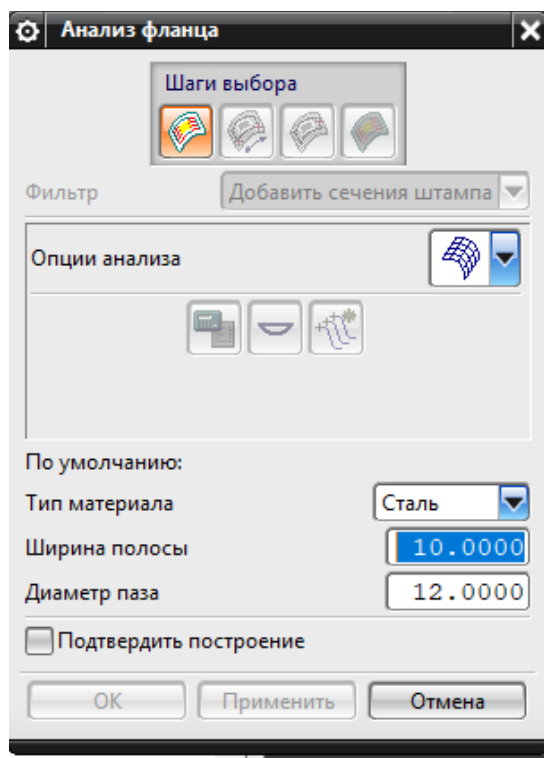 Анализ фланца
Шаги выбора
Фильтр Добавить сечения штампа
Опции анализа
По умолчанию:
Тип материала Сталь
Ширина полосы 10.0000
Диаметр паза 12.0000
Подтвердить построение
ОК Применить Отмена